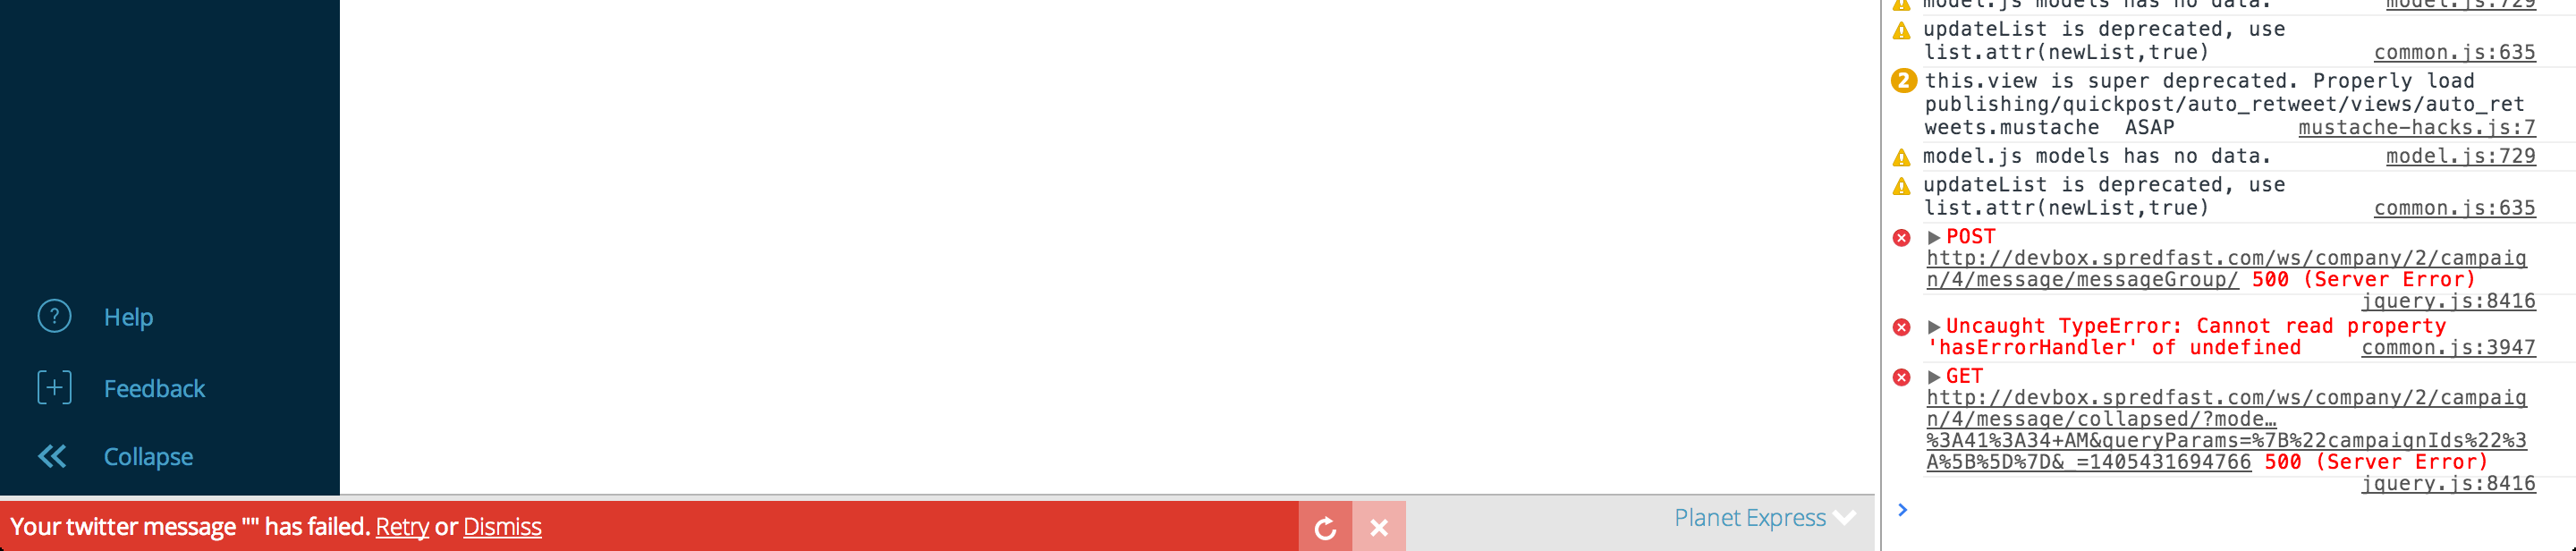 Help
Feedback
Collapse
Your twitter message "" has failed. Retry or Dismiss
Planet Express
model.js models has no data. model.js:729
updateList is deprecated, use
list.attr(newList,true) common.js:635
2 this.view is super deprecated. Properly load
publishing/quickpost/auto_retweet/views/auto_ret
weets.mustache ASAP mustache-hacks.js:7
model.js models has no data. model.js:729
updateList is deprecated, use
list.attr(newList,true) common.js:635
POST
http://devbox.spredfast.com/ws/company/2/campaig
n/4/message/messageGroup/ 500 (Server Error)
jquery.js:8416
Uncaught TypeError: Cannot read property
'hasErrorHandler' of undefined common.js:3947
GET
http://devbox.spredfast.com/ws/company/2/campaig
n/4/message/collapsed/?mode…
%3A41%3A34+AM&queryParams=%7B%22campaignIds%22%3
A%5B%5D%7D&_=1405431694766 500 (Server Error)
jquery.js:8416